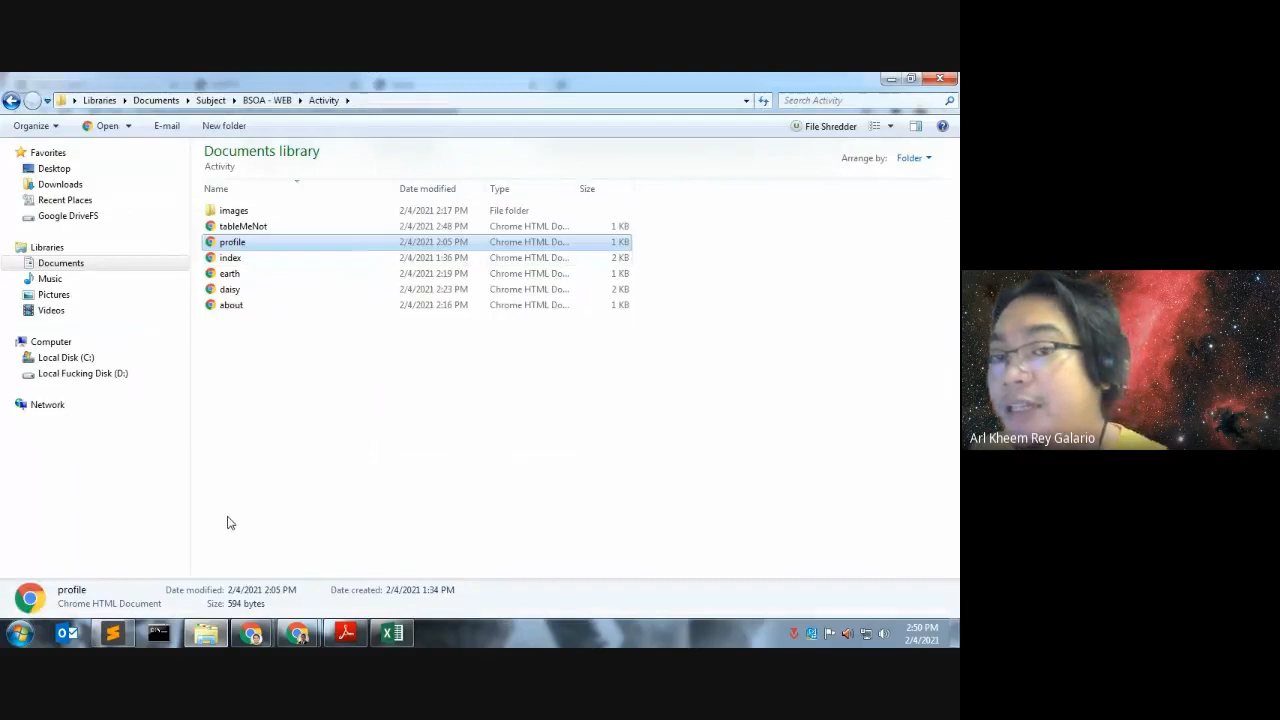 Libraries Documents Subject BSOA - WEB Activity
Search Activity
Organize Open E-mail New folder File Shredder
Documents library
Activity
Arrange by: Folder
Name Date modified Type Size
images 2/4/2021 2:17 PM File folder
tableMeNot 2/4/2021 2:48 PM Chrome HTML Do... 1 KB
profile 2/4/2021 2:05 PM Chrome HTML Do... 1 KB
index 2/4/2021 1:36 PM Chrome HTML Do... 2 KB
earth 2/4/2021 2:19 PM Chrome HTML Do... 1 KB
daisy 2/4/2021 2:23 PM Chrome HTML Do... 2 KB
about 2/4/2021 2:16 PM Chrome HTML Do... 1 KB
Favorites
Desktop
Downloads
Recent Places
Google DriveFS
Libraries
Documents
Music
Pictures
Videos
Computer
Local Disk (C:)
Local Fucking Disk (D:)
Network
Arl Kheem Rey Galario
profile Date modified: 2/4/2021 2:05 PM Date created: 2/4/2021 1:34 PM
Chrome HTML Document Size: 594 bytes
2:50 PM
2/4/2021